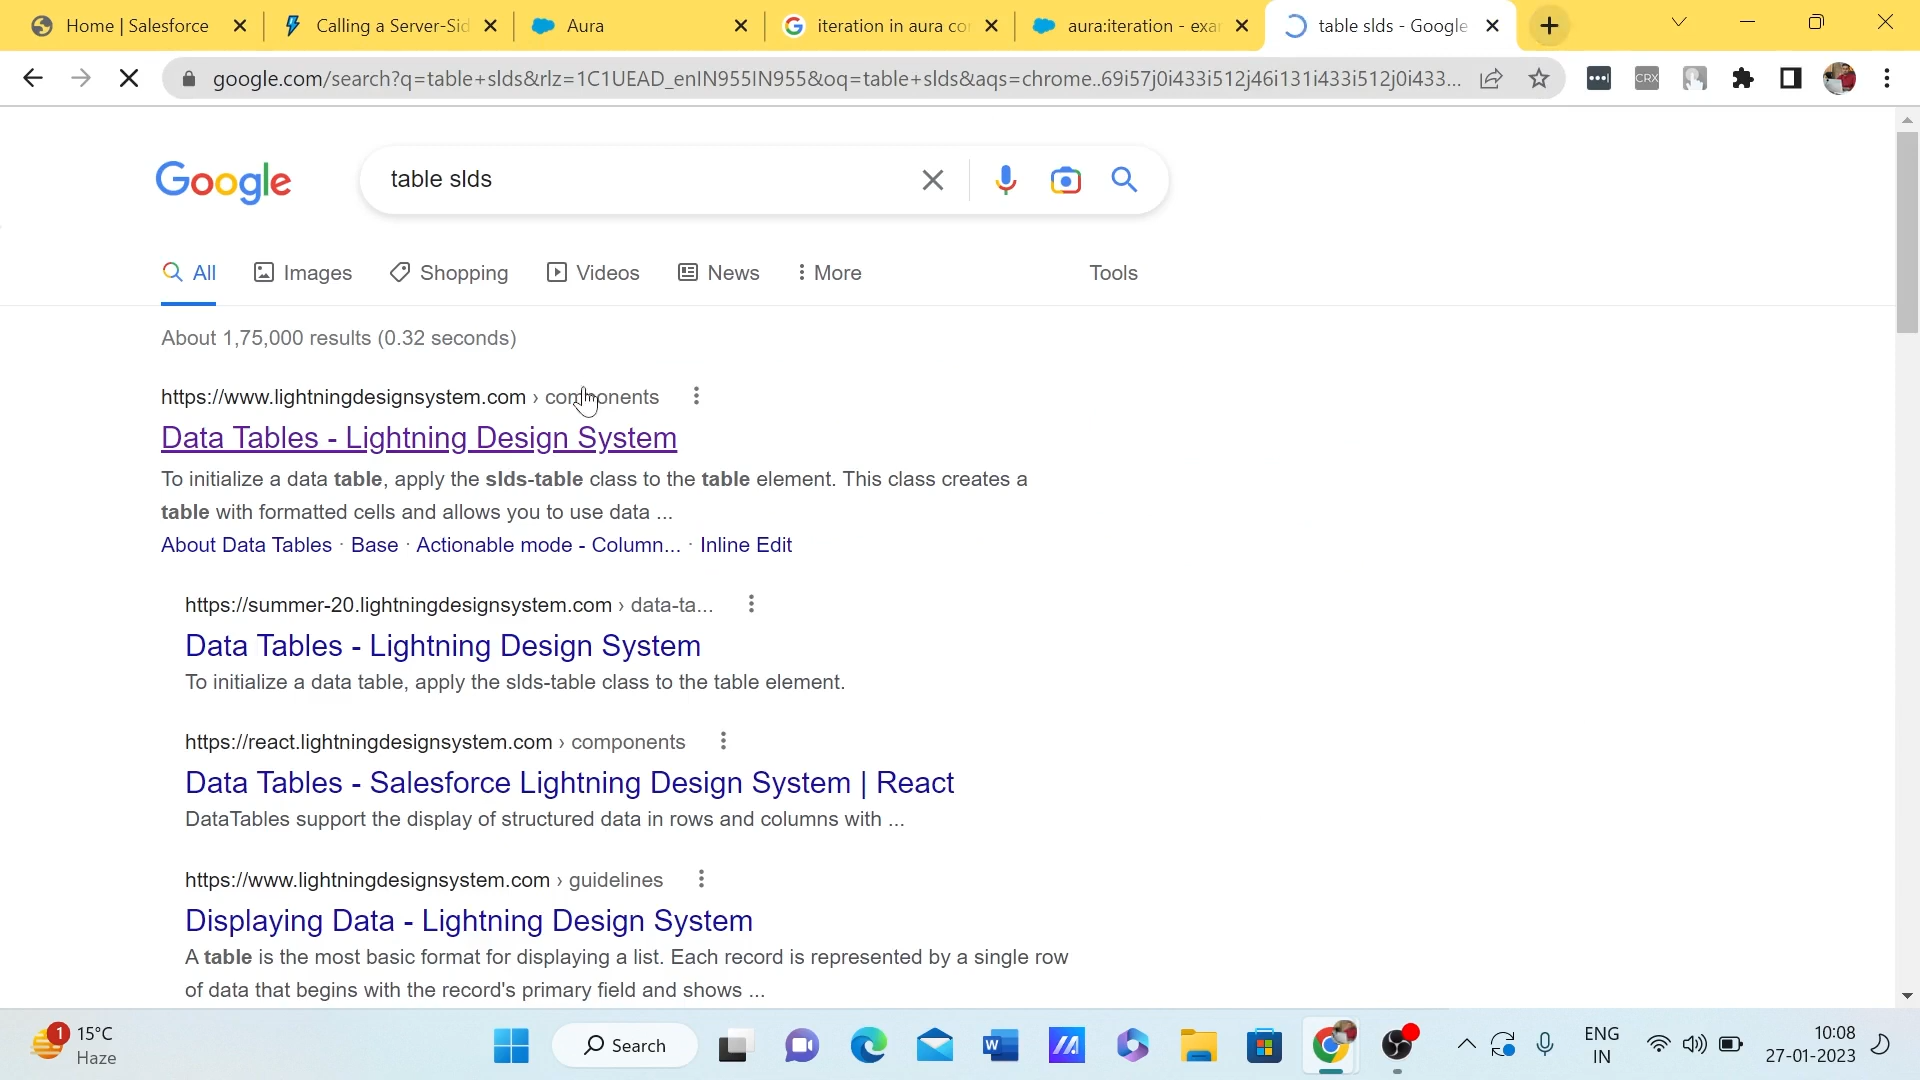 Home | Salesforce
Calling a Server-Sid
Aura
iteration in aura co
aura:iteration - exa
table slds - Google
google.com/search?q=table+slds&rlz=1C1UEAD_enIN955IN955&oq=table+slds&aqs=chrome..69i57j0i433i512j46i131i433i512j0i433...
CRX
Google
table slds
All
Images
Shopping
Videos
News
More
Tools
About 1,75,000 results (0.32 seconds)
https://www.lightningdesignsystem.com › components
Data Tables - Lightning Design System
To initialize a data table, apply the slds-table class to the table element. This class creates a
table with formatted cells and allows you to use data ...
About Data Tables · Base · Actionable mode - Column... · Inline Edit
https://summer-20.lightningdesignsystem.com › data-ta...
Data Tables - Lightning Design System
To initialize a data table, apply the slds-table class to the table element.
https://react.lightningdesignsystem.com › components
Data Tables - Salesforce Lightning Design System | React
DataTables support the display of structured data in rows and columns with ...
https://www.lightningdesignsystem.com › guidelines
Displaying Data - Lightning Design System
A table is the most basic format for displaying a list. Each record is represented by a single row
of data that begins with the record's primary field and shows ...
1
15°C
Haze
Search
W
ENG
IN
10:08
27-01-2023